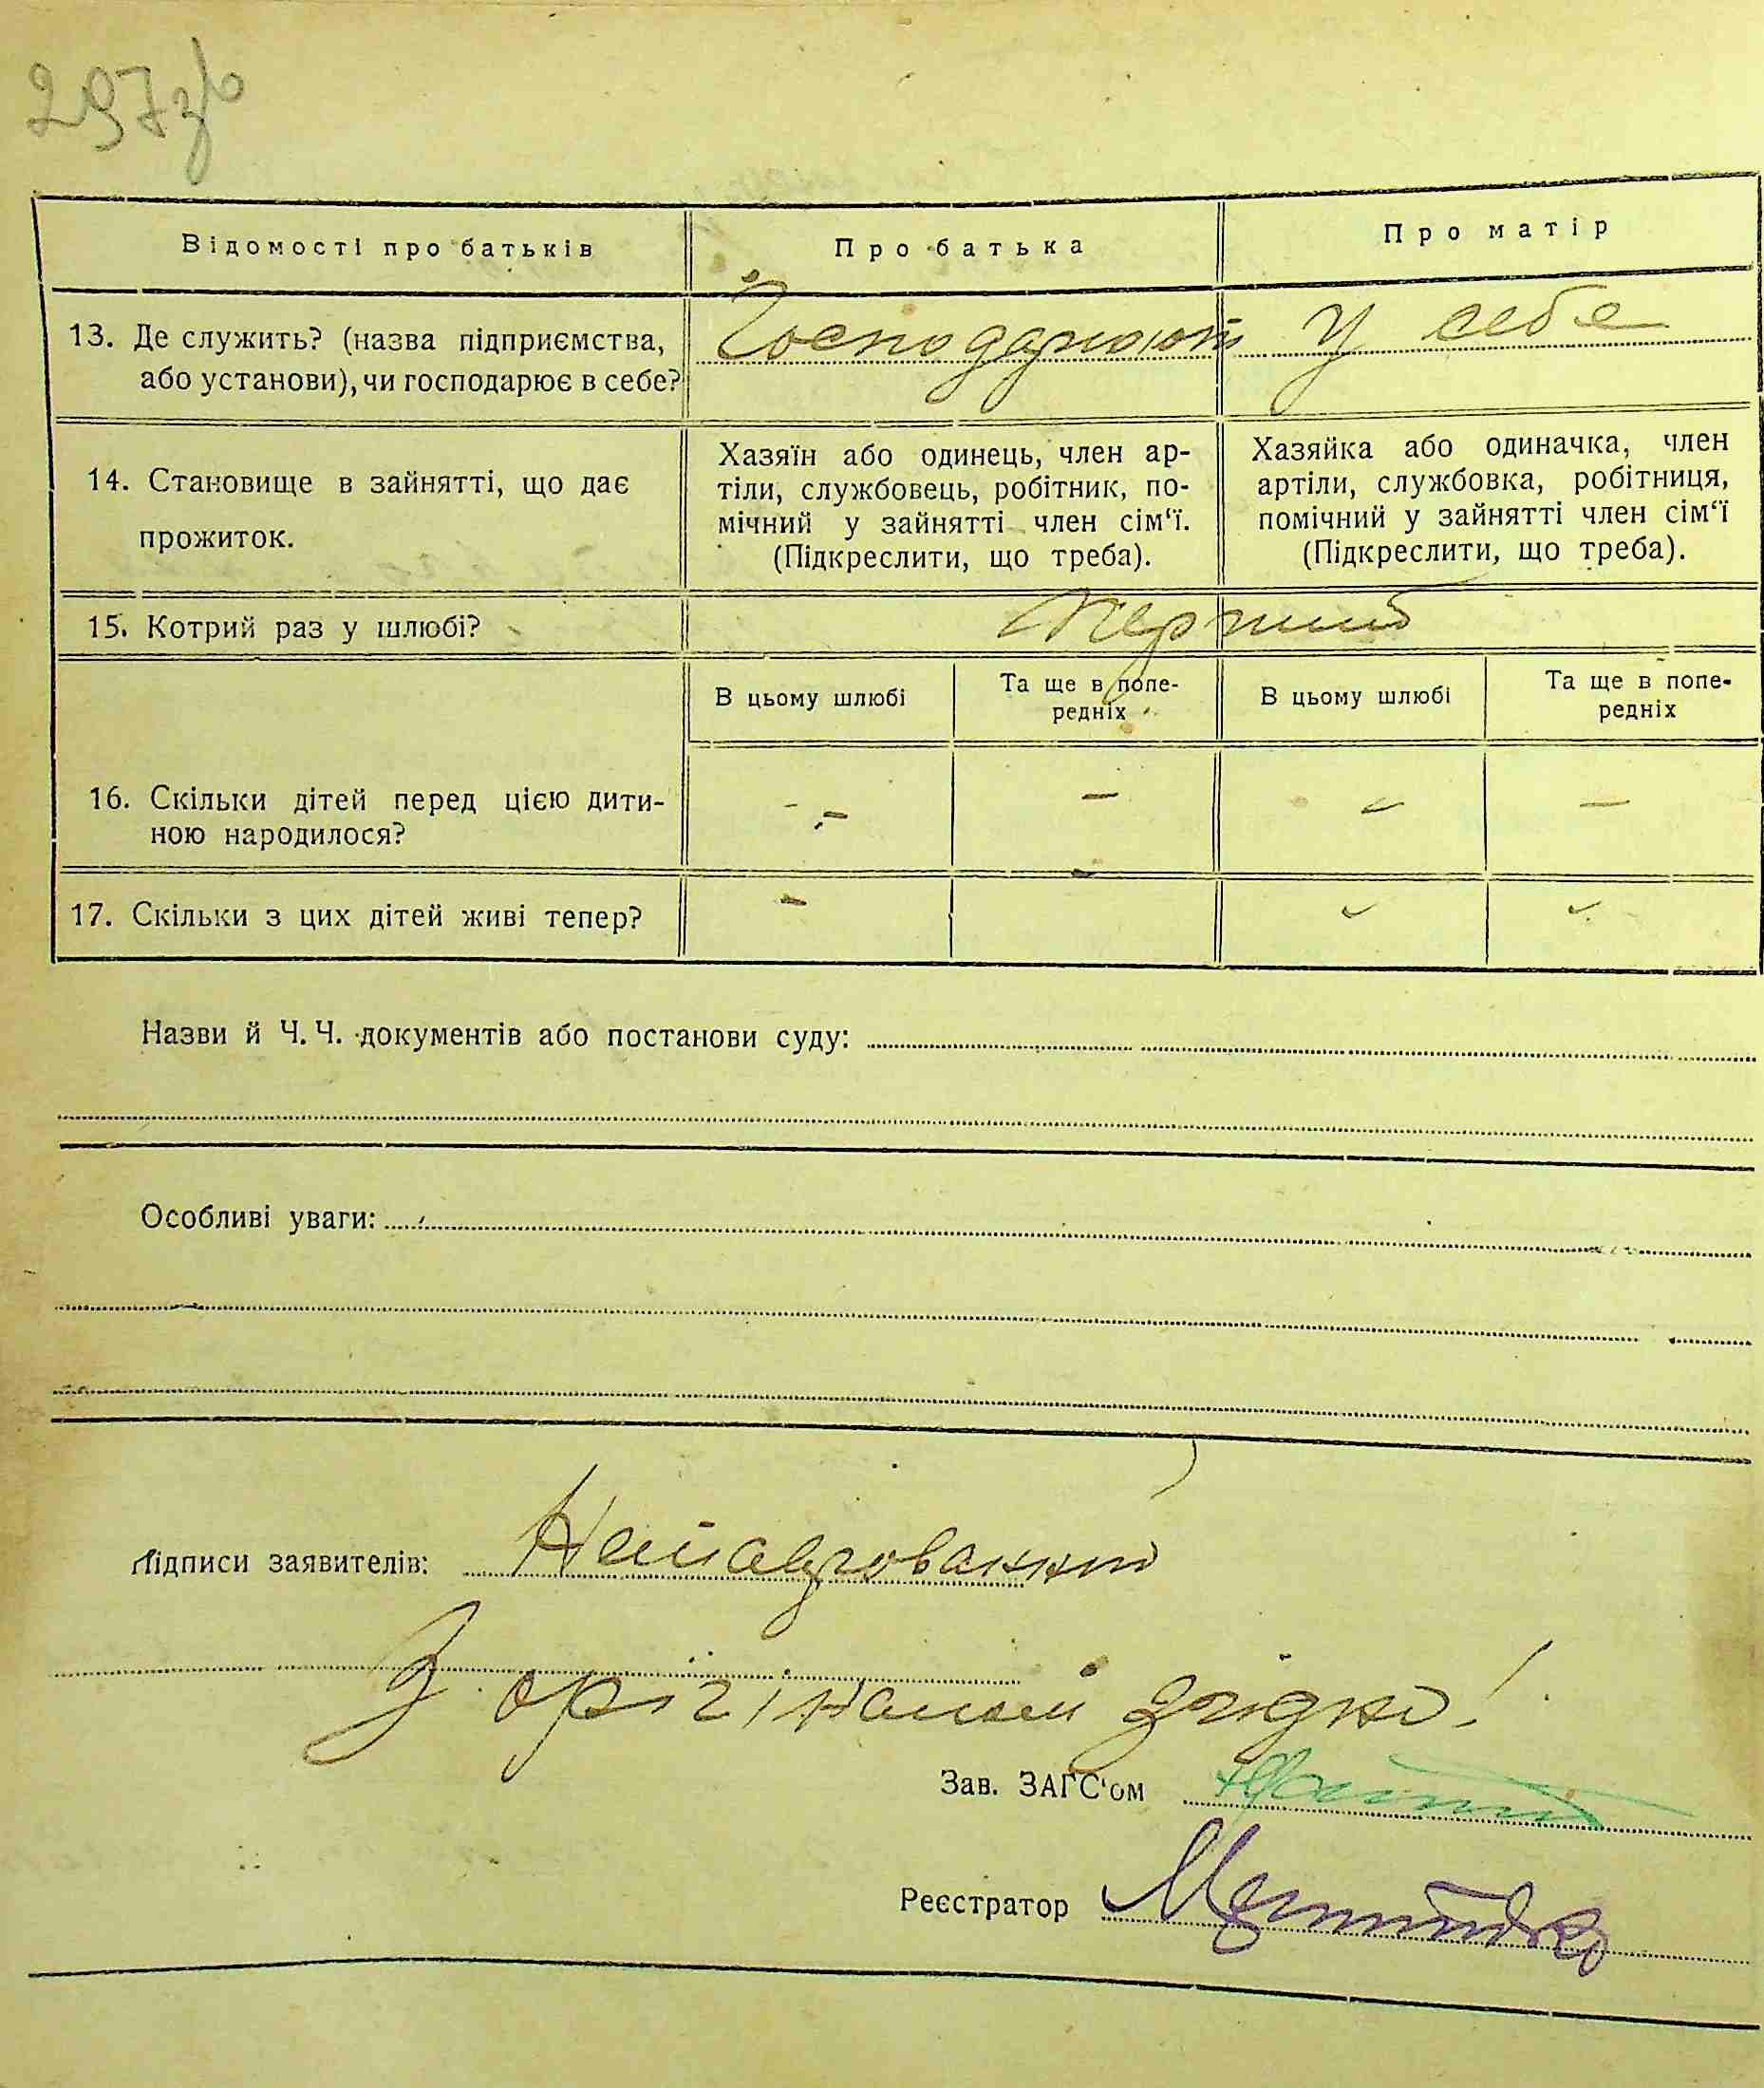 297зв
Відомості про батьків Про батька Про матір
13. Де служить? (назва підприємства, Господарюють у себе
або установи), чи господарює в себе?
14. Становище в зайнятті, що дає
прожиток.
Хазяїн або одинець, член ар-
тіли, службовець, робітник, по-
мічний у зайнятті член сім‘ї.
(Підкреслити, що треба).
Хазяйка або одиначка, член
артіли, службовка, робітниця,
помічний у зайнятті член сім‘ї
(Підкреслити, що треба).
15. Котрий раз у шлюбі? Перший
В цьому шлюбі
Та ще в попе-
редніх
В цьому шлюбі
Та ще в попе-
редніх
16. Скільки дітей перед цією дити- - - - -
ною народилося?
17. Скільки з цих дітей живі тепер? - - -
Назви й Ч. Ч. документів або постанови суду:
Особливі уваги:
Підписи заявителів:
З орігіналом згідно!
Зав. ЗАГС‘ом
Реєстратор